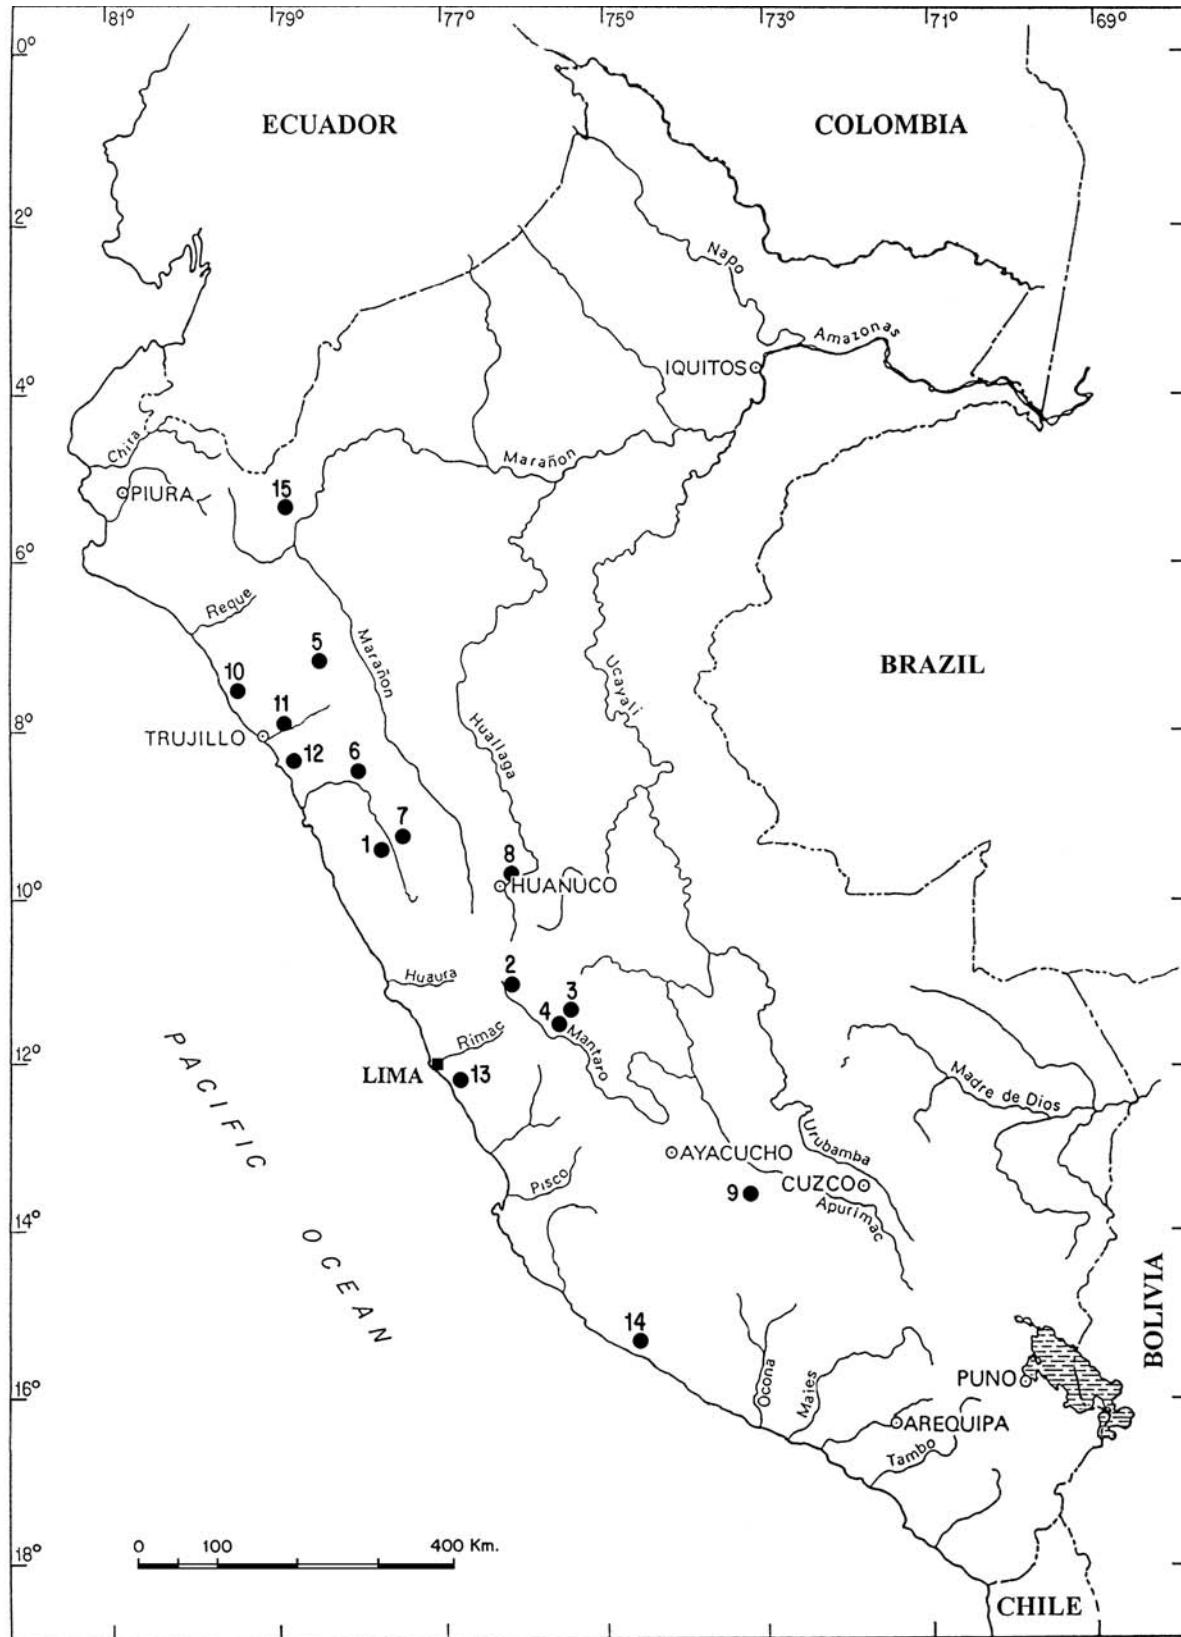 81° 79° 77° 75° 73° 71° 69°
0°
ECUADOR COLOMBIA
2°
Napo
Amazonas
IQUITOS
4°
Chira
Marañon
PIURA
15
6°
Reque
5
Marañon
Ucayali
BRAZIL
10
11
Huallaga
8°
TRUJILLO
12
6
7
1
8
HUANUCO
10°
Huaura
2
3
4
Rimac
Mantaro
12°
LIMA
13
Madre de Dios
AYACUCHO
Urubamba
Pisco
CUZCO
9
Apurimac
14°
PACIFIC OCEAN
BOLIVIA
14
PUNO
Ocona
Majes
16°
AREQUIPA
Tambo
0 100 400 Km.
18°
CHILE